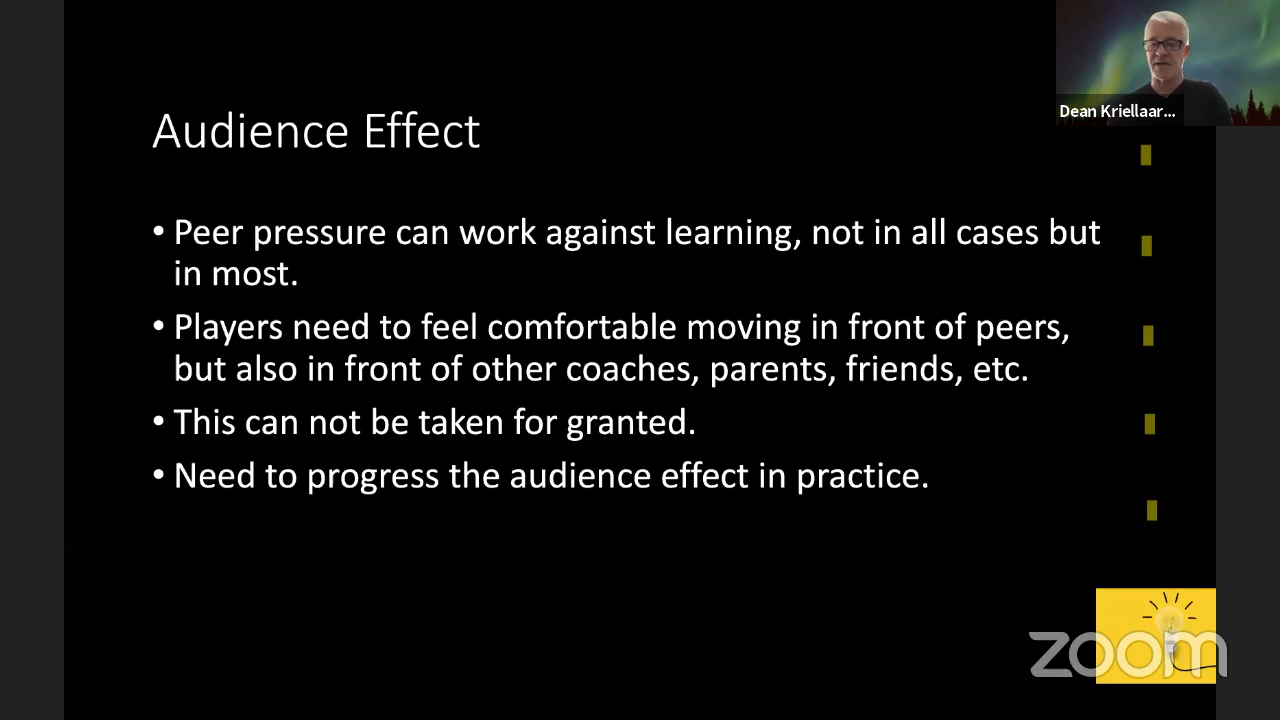 Dean Kriellaar...
Audience Effect
• Peer pressure can work against learning, not in all cases but
in most.
• Players need to feel comfortable moving in front of peers,
but also in front of other coaches, parents, friends, etc.
• This can not be taken for granted.
• Need to progress the audience effect in practice.
zoom